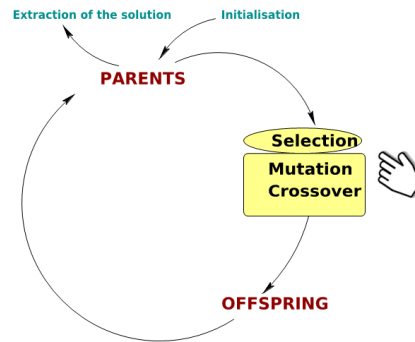 Extraction of the solution
Initialisation
PARENTS
Selection
Mutation
Crossover
OFFSPRING